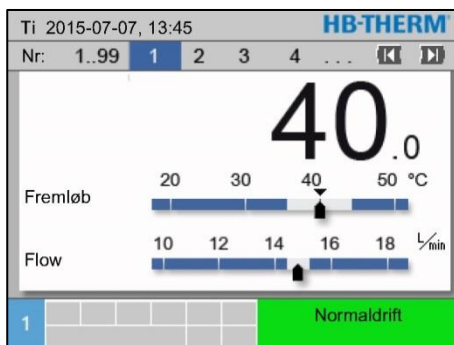 Ti 2015-07-07, 13:45 HB-THERM®
Nr: 1..99 1 2 3 4 ...
40.0
20 30 40 50 °C
Fremløb
10 12 14 16 18 L/min
Flow
1 Normaldrift